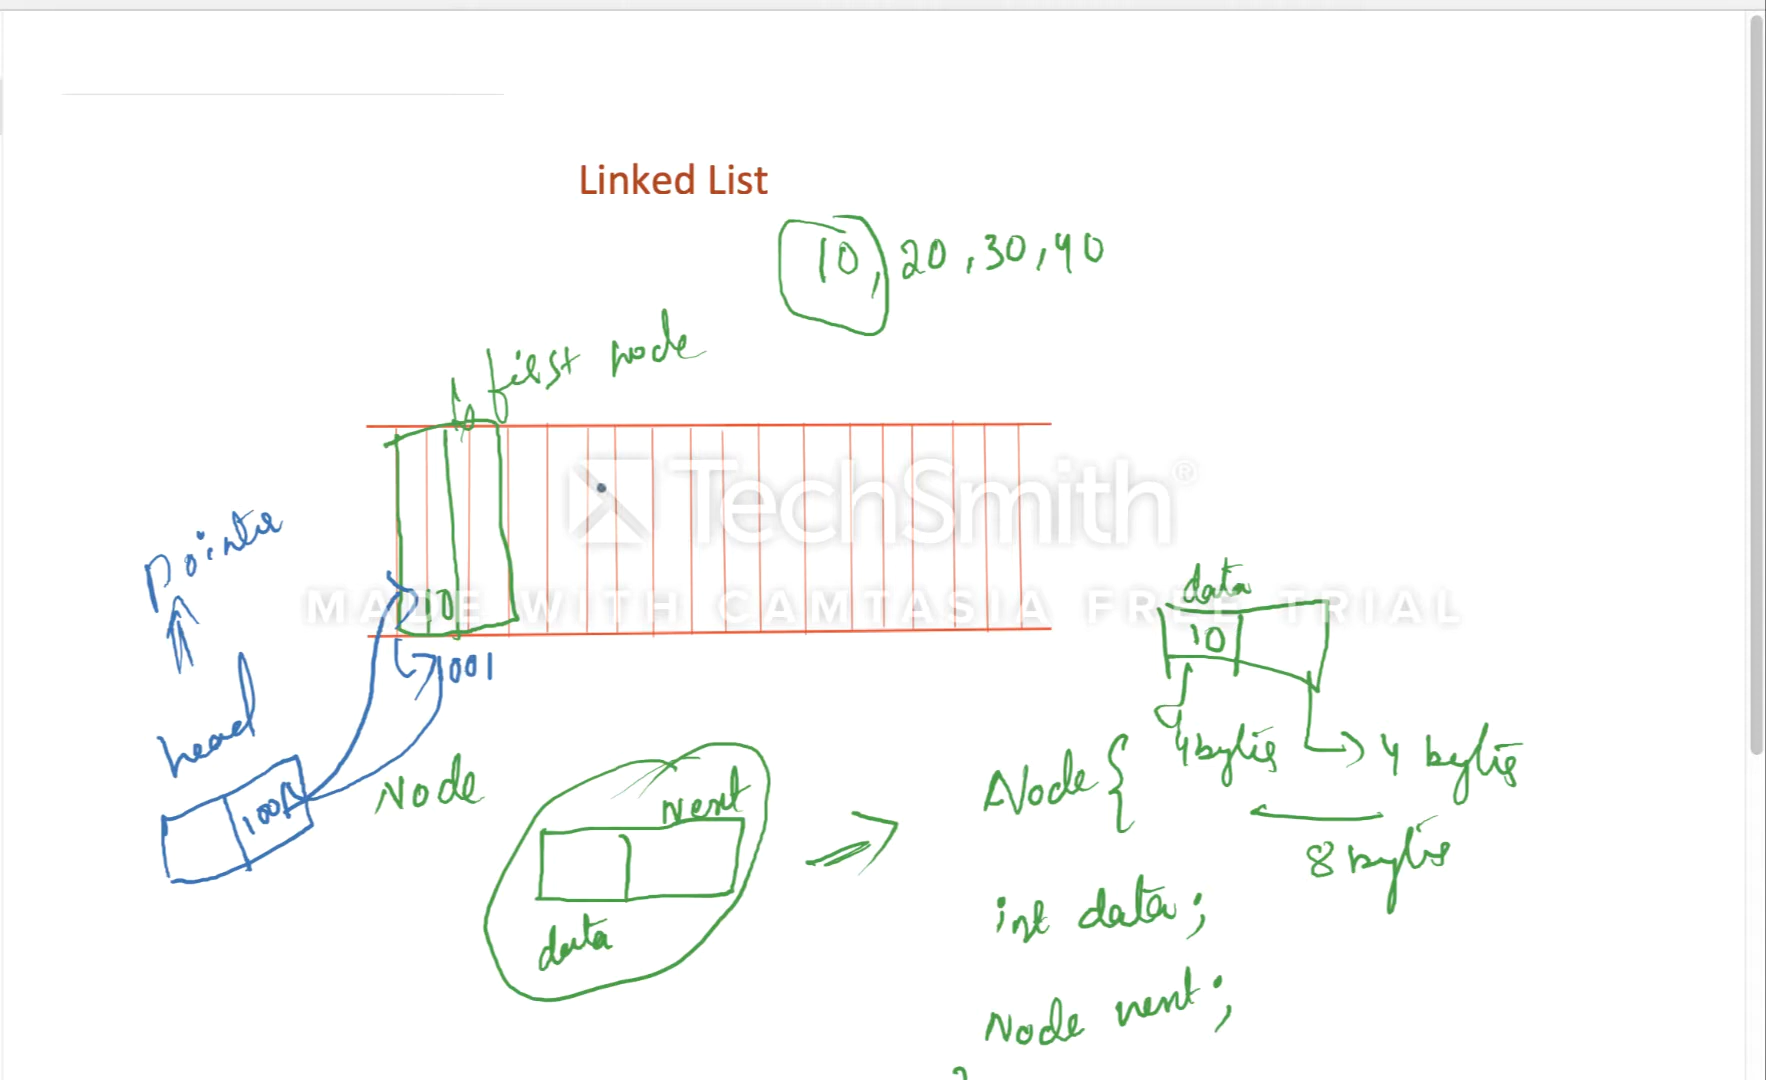 Linked List
10, 20, 30, 40
first node
TechSmith®
MADE WITH CAMTASIA FREE TRIAL
pointer
10
1001
data
10
head
1001
4 bytes
4 bytes
8 bytes
Node
next
data
Node {
int data;
Node next;
}